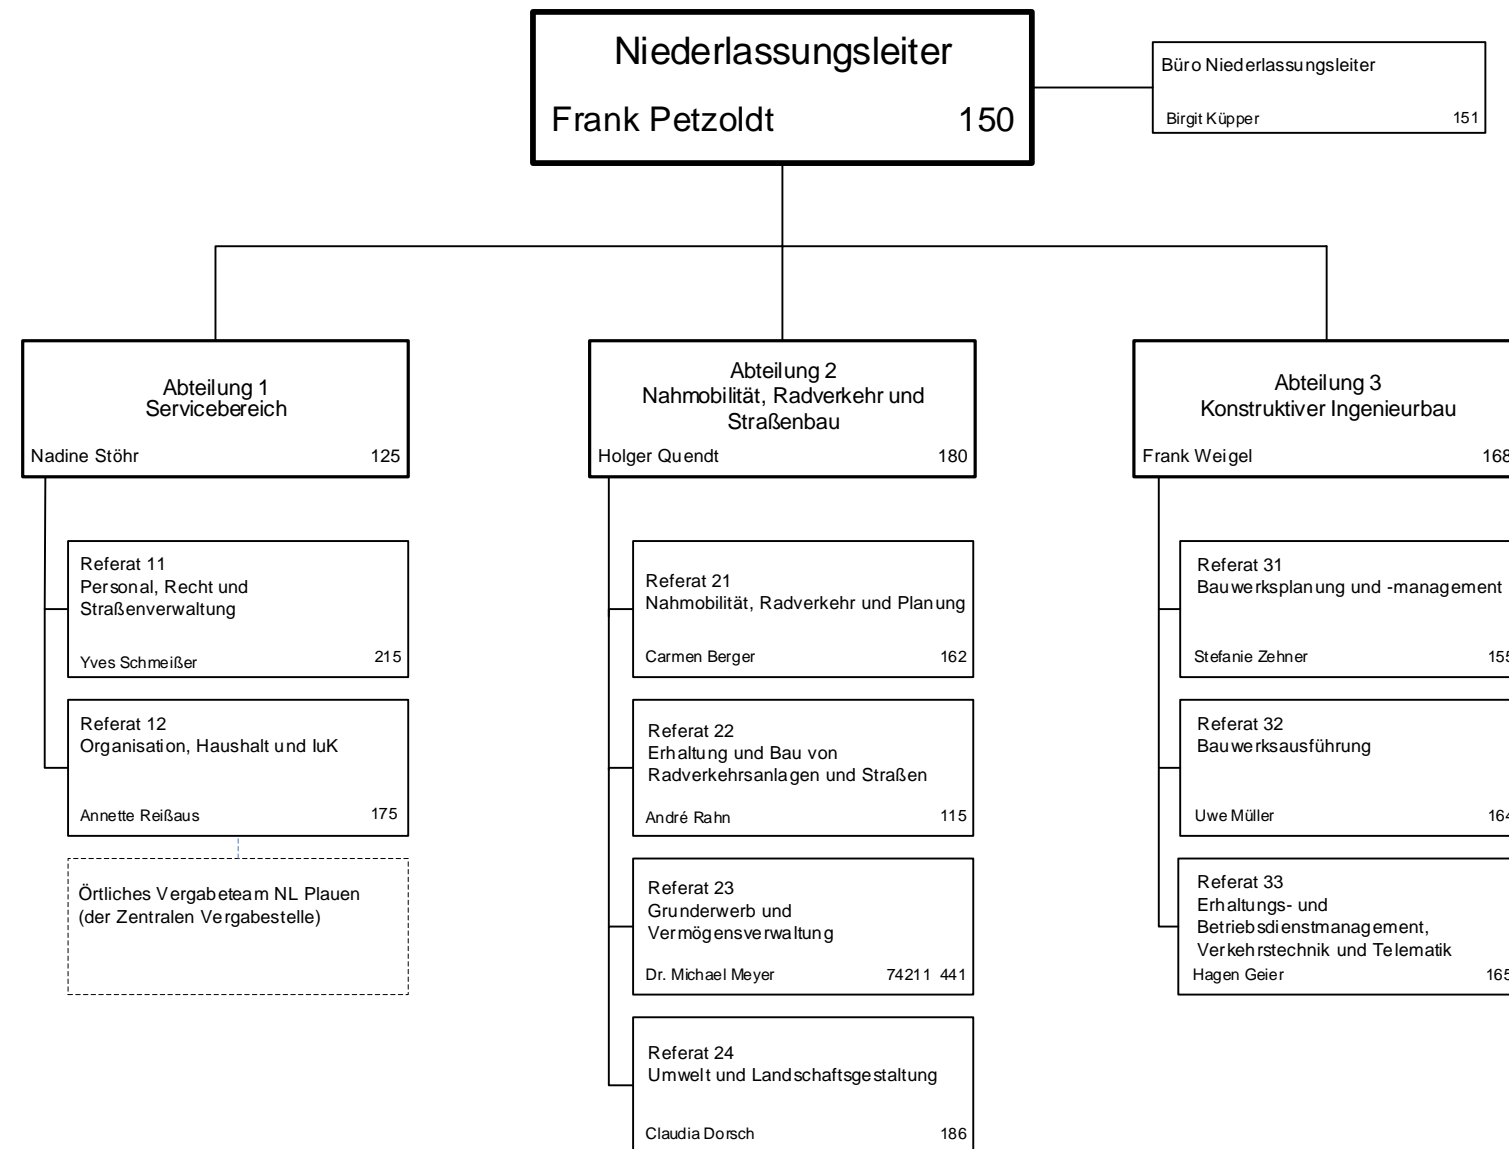 Niederlassungsleiter
Frank Petzoldt 150
Büro Niederlassungsleiter
Birgit Küpper 151
Abteilung 1
Servicebereich
Nadine Stöhr 125
Referat 11
Personal, Recht und
Straßenverwaltung
Yves Schmeißer 215
Referat 12
Organisation, Haushalt und IuK
Annette Reißaus 175
Örtliches Vergabeteam NL Plauen
(der Zentralen Vergabestelle)
Abteilung 2
Nahmobilität, Radverkehr und
Straßenbau
Holger Quendt 180
Referat 21
Nahmobilität, Radverkehr und Planung
Carmen Berger 162
Referat 22
Erhaltung und Bau von
Radverkehrsanlagen und Straßen
André Rahn 115
Referat 23
Grunderwerb und
Vermögensverwaltung
Dr. Michael Meyer 74211 441
Referat 24
Umwelt und Landschaftsgestaltung
Claudia Dorsch 186
Abteilung 3
Konstruktiver Ingenieurbau
Frank Weigel 168
Referat 31
Bauwerksplanung und -management
Stefanie Zehner 155
Referat 32
Bauwerksausführung
Uwe Müller 164
Referat 33
Erhaltungs- und
Betriebsdienstmanagement,
Verkehrstechnik und Telematik
Hagen Geier 165